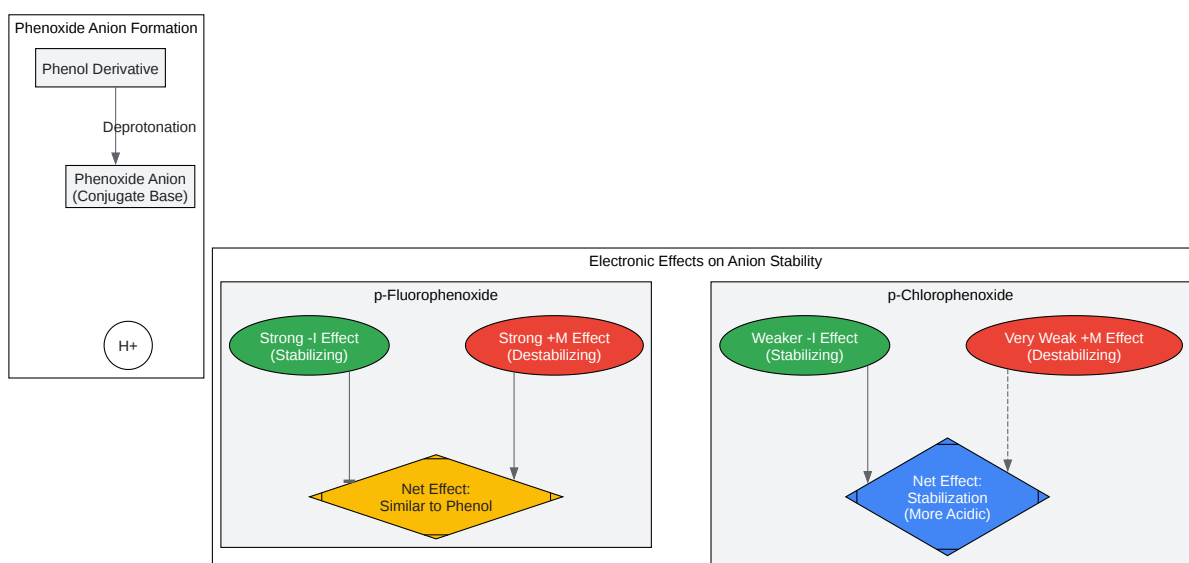 Phenoxide Anion Formation
Phenol Derivative
Deprotonation
Phenoxide Anion
(Conjugate Base)
H+
Electronic Effects on Anion Stability
p-Fluorophenoxide
Strong -I Effect
(Stabilizing)
Strong +M Effect
(Destabilizing)
Net Effect:
Similar to Phenol
p-Chlorophenoxide
Weaker -I Effect
(Stabilizing)
Very Weak +M Effect
(Destabilizing)
Net Effect:
Stabilization
(More Acidic)